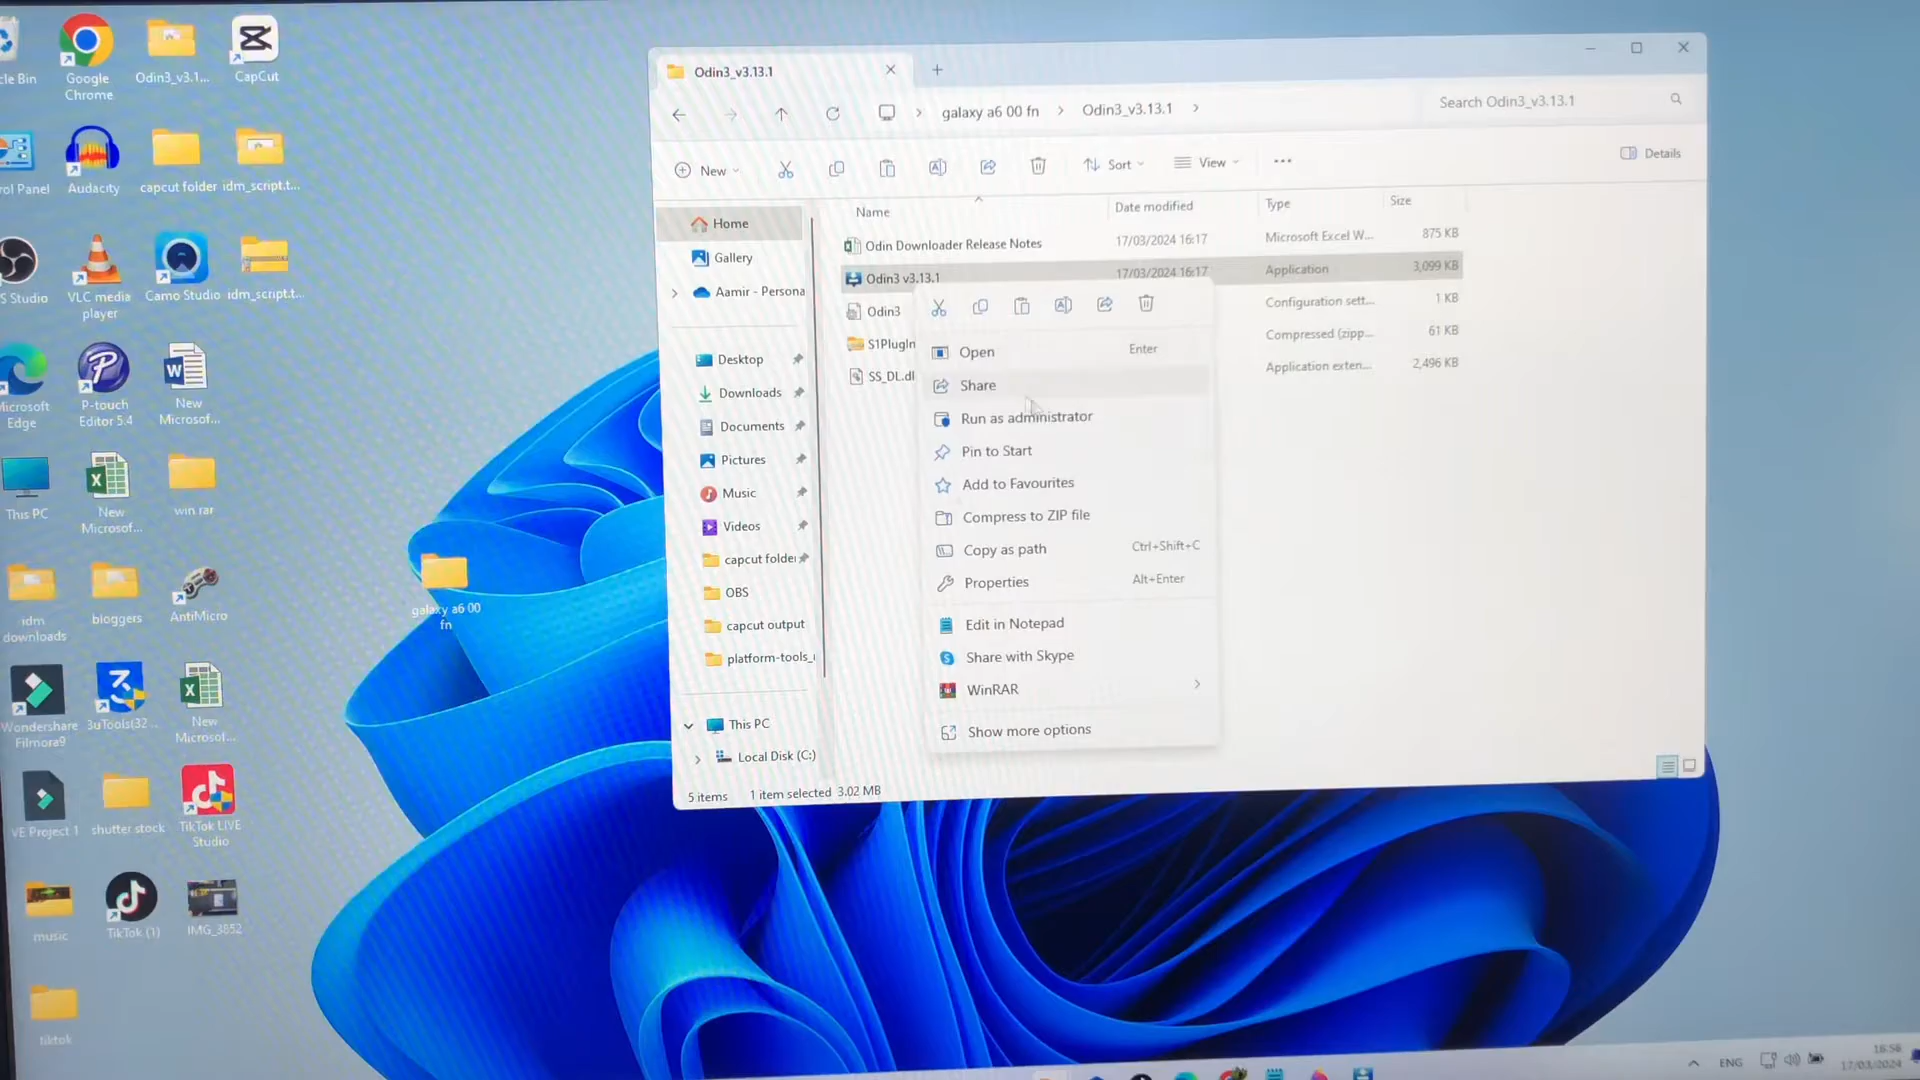 cle Bin
Google
Chrome
Odin3_v3.1...
CapCut
rol Panel
Audacity
capcut folder
idm_script.t...
S Studio
VLC media
player
Camo Studio
idm_script.t...
Microsoft
Edge
P-touch
Editor 5.4
New
Microsof...
This PC
New
Microsof...
win rar
idm
downloads
bloggers
AntiMicro
galaxy a6 00
fn
Wondershare
Filmora9
3uTools(32...
New
Microsof...
VE Project 1
shutter stock
TikTok LIVE
Studio
music
TikTok (1)
IMG_3852
tiktok
Odin3_v3.13.1
galaxy a6 00 fn > Odin3_v3.13.1 >
Search Odin3_v3.13.1
New
Sort
View
Details
Name
Date modified
Type
Size
Odin Downloader Release Notes 17/03/2024 16:17 Microsoft Excel W... 875 KB
Odin3 v3.13.1 17/03/2024 16:17 Application 3,099 KB
Odin3 Configuration sett... 1 KB
S1PlugIn Compressed (zipp... 61 KB
SS_DL.dl Application exten... 2,496 KB
Home
Gallery
Aamir - Persona
Desktop
Downloads
Documents
Pictures
Music
Videos
capcut folder
OBS
capcut output
platform-tools_
This PC
Local Disk (C:)
Open Enter
Share
Run as administrator
Pin to Start
Add to Favourites
Compress to ZIP file
Copy as path Ctrl+Shift+C
Properties Alt+Enter
Edit in Notepad
Share with Skype
WinRAR
Show more options
5 items 1 item selected 3.02 MB
ENG
16:56
17/03/2024